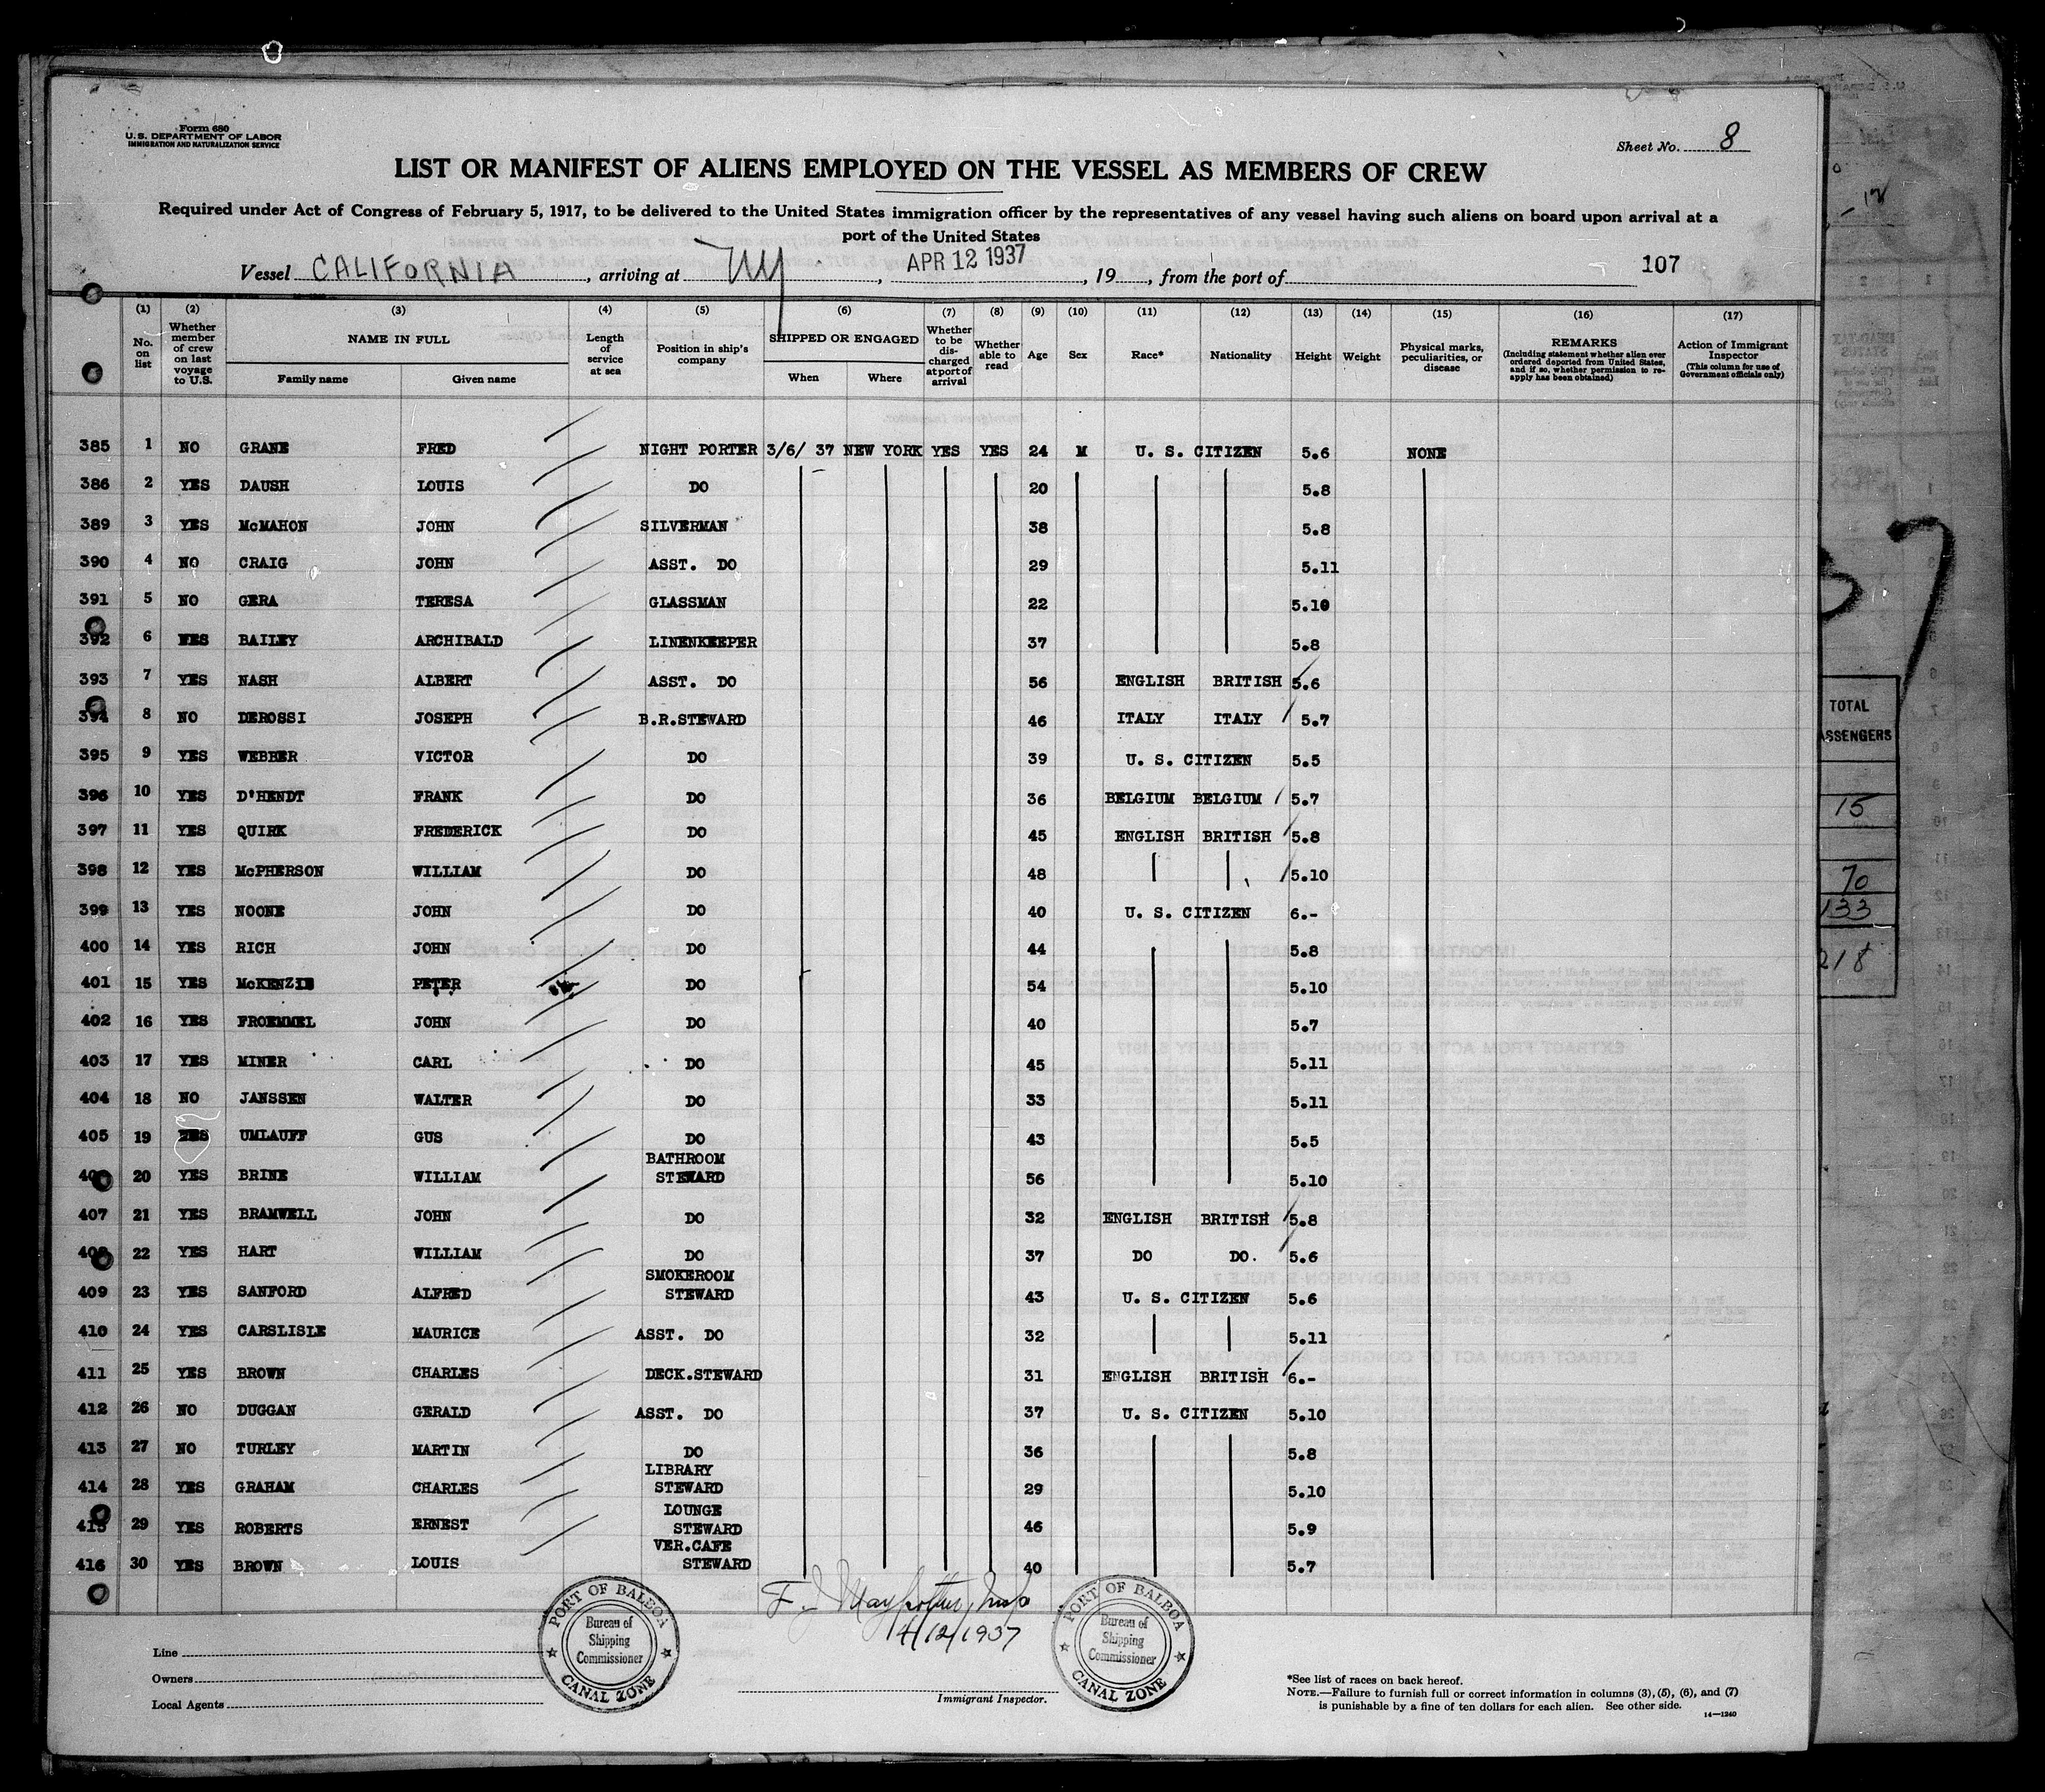 Form 680
U. S. DEPARTMENT OF LABOR
IMMIGRATION AND NATURALIZATION SERVICE
Sheet No. 8
LIST OR MANIFEST OF ALIENS EMPLOYED ON THE VESSEL AS MEMBERS OF CREW
Required under Act of Congress of February 5, 1917, to be delivered to the United States immigration officer by the representatives of any vessel having such aliens on board upon arrival at a
port of the United States
Vessel CALIFORNIA, arriving at NY, APR 12 1937, 19, from the port of 107
(1) No. on list
(2) Whether member of crew on last voyage to U.S.
(3) NAME IN FULL
Family name Given name
(4) Length of service at sea
(5) Position in ship's company
(6) SHIPPED OR ENGAGED
When Where
(7) Whether to be discharged at port of arrival
(8) Whether able to read
(9) Age
(10) Sex
(11) Race*
(12) Nationality
(13) Height
(14) Weight
(15) Physical marks, peculiarities, or disease
(16) REMARKS (Including statement whether alien ever ordered deported from United States, and if so, whether permission to reapply has been obtained)
(17) Action of Immigrant Inspector (This column for use of Government officials only)
385 1 NO GRANE FRED NIGHT PORTER 3/6/ 37 NEW YORK YES YES 24 M U. S. CITIZEN 5.6 NONE
386 2 YES DAUSH LOUIS DO 20 5.8
389 3 YES McMAHON JOHN SILVERMAN 38 5.8
390 4 NO CRAIG JOHN ASST. DO 29 5.11
391 5 NO GERA TERESA GLASSMAN 22 5.10
392 6 YES BAILEY ARCHIBALD LINENKEEPER 37 5.8
393 7 YES NASH ALBERT ASST. DO 56 ENGLISH BRITISH 5.6
394 8 NO DEROSSI JOSEPH B.R.STEWARD 46 ITALY ITALY 5.7
395 9 YES WEBBER VICTOR DO 39 U. S. CITIZEN 5.5
396 10 YES D'HENDT FRANK DO 36 BELGIUM BELGIUM 5.7
397 11 YES QUIRK FREDERICK DO 45 ENGLISH BRITISH 5.8
398 12 YES McPHERSON WILLIAM DO 48 5.10
399 13 YES NOONE JOHN DO 40 U. S. CITIZEN 6.-
400 14 YES RICH JOHN DO 44 5.8
401 15 YES McKENZIE PETER DO 54 5.10
402 16 YES FROEMMEL JOHN DO 40 5.7
403 17 YES MINER CARL DO 45 5.11
404 18 NO JANSSEN WALTER DO 33 5.11
405 19 YES UMLAUFF GUS DO 43 5.5
20 YES BRINE WILLIAM BATHROOM STEWARD 56 5.10
407 21 YES BRAMWELL JOHN DO 32 ENGLISH BRITISH 5.8
408 22 YES HART WILLIAM DO 37 DO DO. 5.6
409 23 YES SANFORD ALFRED SMOKEROOM STEWARD 43 U. S. CITIZEN 5.6
410 24 YES CARSLISLE MAURICE ASST. DO 32 5.11
411 25 YES BROWN CHARLES DECK.STEWARD 31 ENGLISH BRITISH 6.-
412 26 NO DUGGAN GERALD ASST. DO 37 U. S. CITIZEN 5.10
413 27 NO TURLEY MARTIN DO 36 5.8
414 28 YES GRAHAM CHARLES LIBRARY STEWARD 29 5.10
415 29 YES ROBERTS ERNEST LOUNGE STEWARD 46 5.9
416 30 YES BROWN LOUIS VER.CAFE STEWARD 40 5.7
4/12/1937
PORT OF BALBOA
Bureau of
Shipping
Commissioner
CANAL ZONE
PORT OF BALBOA
Bureau of
Shipping
Commissioner
CANAL ZONE
Line
Owners
Local Agents
Immigrant Inspector.
*See list of races on back hereof.
NOTE.—Failure to furnish full or correct information in columns (3), (5), (6), and (7)
is punishable by a fine of ten dollars for each alien. See other side.
14—1240
TOTAL
15
70
133
218